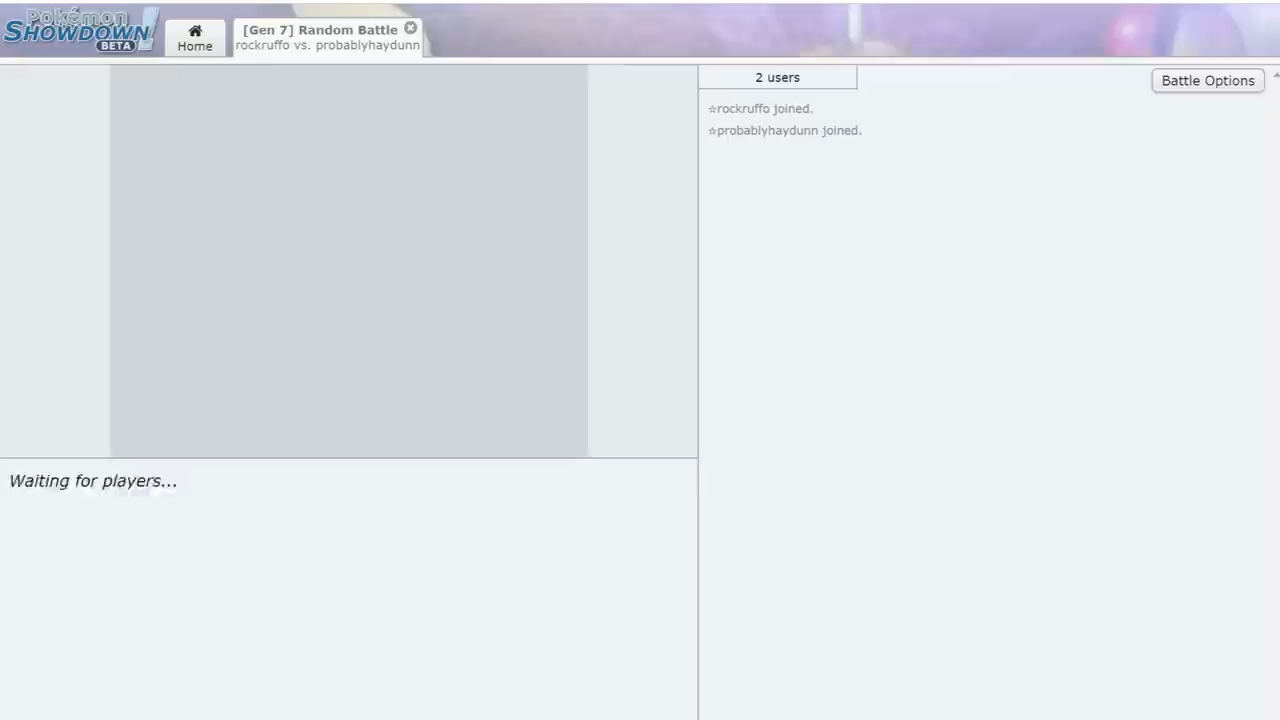 Pokémon
SHOWDOWN!
BETA
Home
[Gen 7] Random Battle
rockruffo vs. probablyhaydunn
2 users
Battle Options
☆rockruffo joined.
☆probablyhaydunn joined.
Waiting for players...